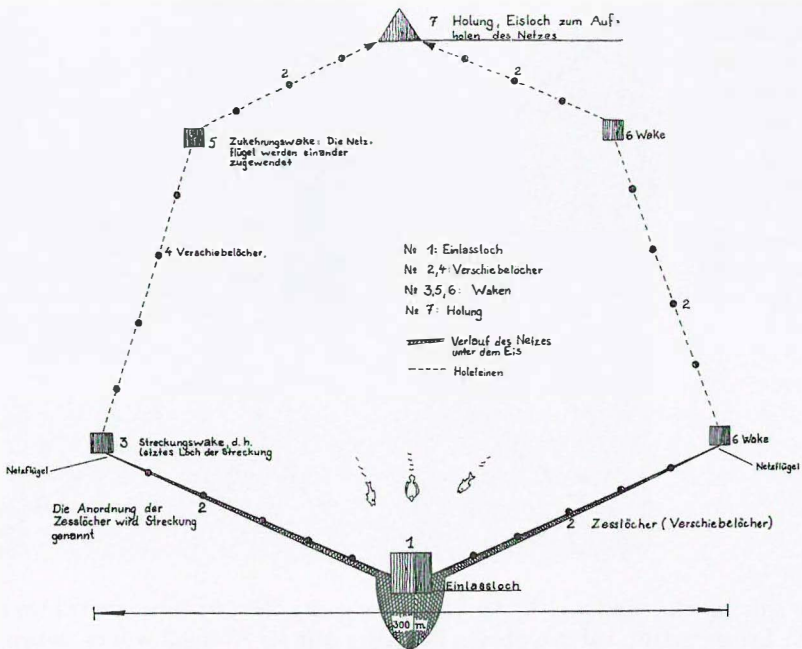 7 Holung, Eisloch zum Auf=
holen des Netzes
2
2
5 Zukehrungswake: Die Netz-
flügel werden einander
zugewendet
6 Wake
4 Verschiebelöcher.
№ 1: Einlassloch
№ 2,4: Verschiebelöcher
№ 3,5,6: Waken
№ 7: Holung
2
Verlauf des Netzes
unter dem Eis
Holeleinen
3 Streckungswake, d.h.
letztes Loch der Streckung
6 Wake
Netzflügel
Netzflügel
Die Anordnung der
Zesslöcher wird Streckung
genannt
2
2 Zesslöcher (Verschiebelöcher)
1
Einlassloch
300 m